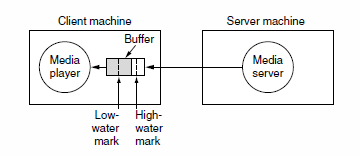 Client machine
Server machine
Buffer
Media
player
Media
server
Low-
water
mark
High-
water
mark